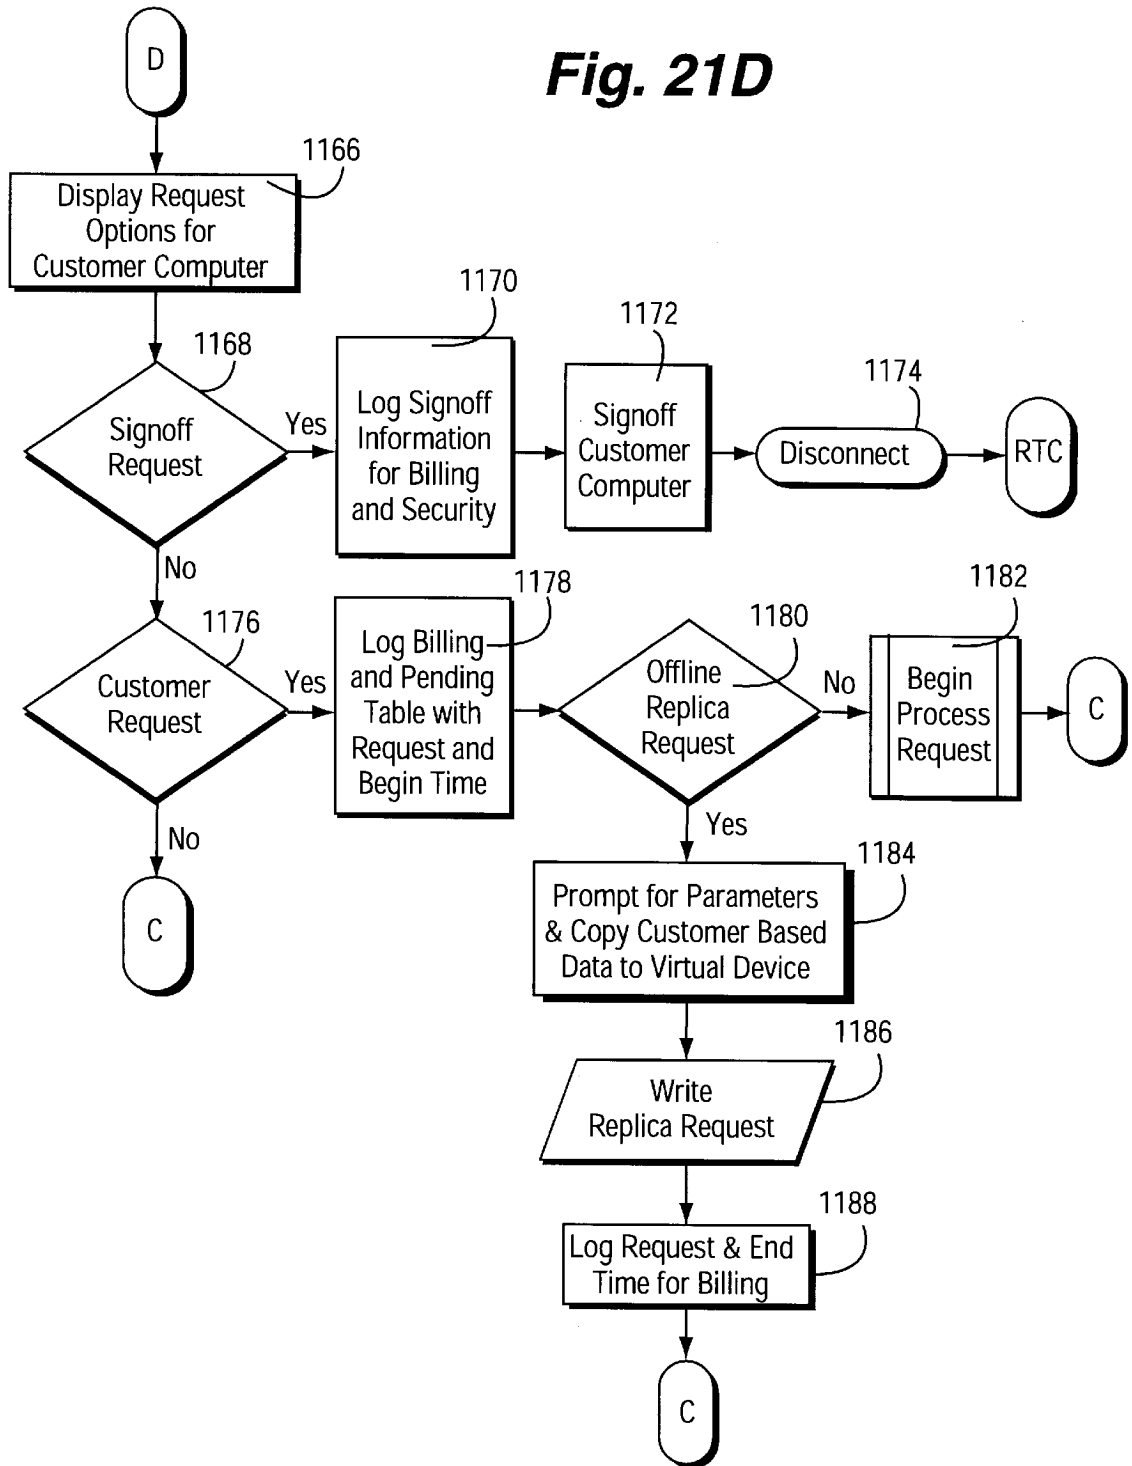 D
Fig. 21D
1166
Display Request
Options for
Customer Computer
1168
Signoff
Request
Yes
No
1170
Log Signoff
Information
for Billing
and Security
1172
Signoff
Customer
Computer
1174
Disconnect
RTC
1176
Customer
Request
Yes
No
C
1178
Log Billing
and Pending
Table with
Request and
Begin Time
1180
Offline
Replica
Request
No
Yes
1182
Begin
Process
Request
C
1184
Prompt for Parameters
& Copy Customer Based
Data to Virtual Device
1186
Write
Replica Request
1188
Log Request & End
Time for Billing
C